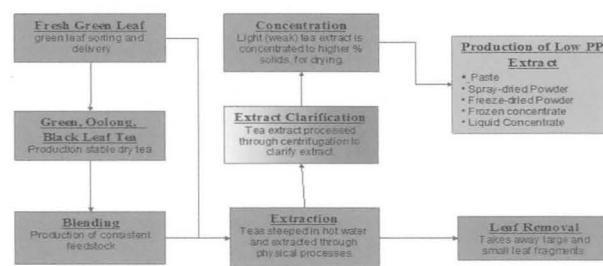 Fresh Green Leaf
green leaf sorting and
delivery
Green, Oolong,
Black Leaf Tea
Production stable dry tea
Blending
Production of consistent
feedstock
Concentration
Light (weak) tea extract is
concentrated to higher %
solids, for drying.
Extract Clarification
Tea extract processed
through centrifugation to
clarify extract.
Extraction
Teas steeped in hot water
and extracted through
physical processes.
Production of Low PP
Extract
• Paste
• Spray-dried Powder
• Freeze-dried Powder
• Frozen concentrate
• Liquid Concentrate
Leaf Removal
Takes away large and
small leaf fragments